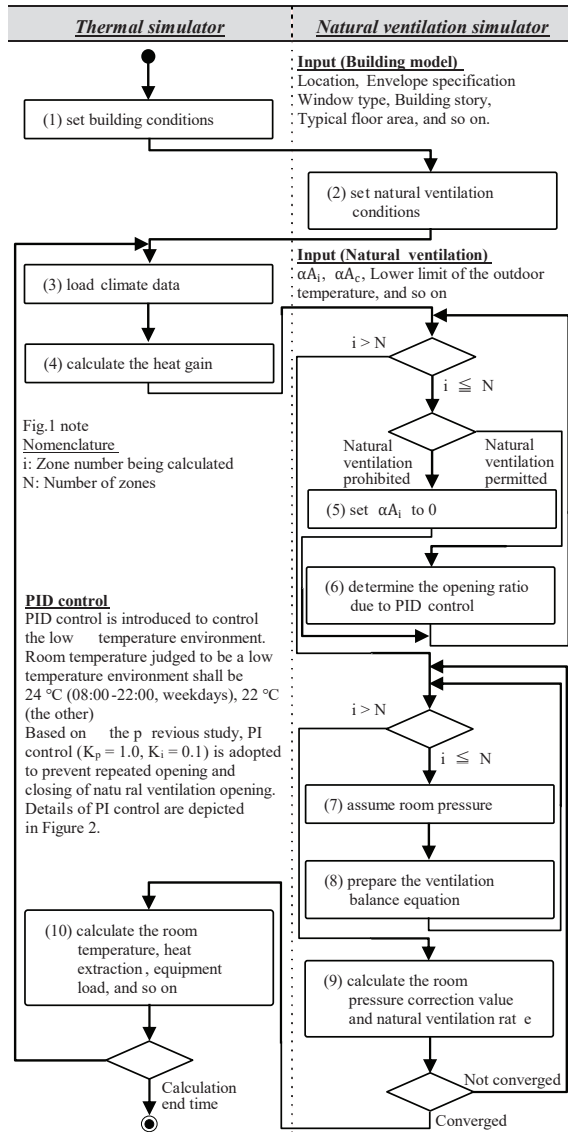 Thermal simulator
Natural ventilation simulator
Input (Building model)
Location, Envelope specification
Window type, Building story,
Typical floor area, and so on.
(1) set building conditions
(2) set natural ventilation
conditions
Input (Natural ventilation)
αAi, αAc, Lower limit of the outdoor
temperature, and so on
(3) load climate data
(4) calculate the heat gain
i > N
i ≦ N
Fig.1 note
Nomenclature
i: Zone number being calculated
N: Number of zones
Natural
ventilation
prohibited
Natural
ventilation
permitted
(5) set αAi to 0
(6) determine the opening ratio
due to PID control
PID control
PID control is introduced to control
the low temperature environment.
Room temperature judged to be a low
temperature environment shall be
24 ℃ (08:00-22:00, weekdays), 22 ℃
(the other)
Based on the p revious study, PI
control (Kp = 1.0, Ki = 0.1) is adopted
to prevent repeated opening and
closing of natu ral ventilation opening.
Details of PI control are depicted
in Figure 2.
i > N
i ≦ N
(7) assume room pressure
(8) prepare the ventilation
balance equation
(9) calculate the room
pressure correction value
and natural ventilation rat e
(10) calculate the room
temperature, heat
extraction, equipment
load, and so on
Calculation
end time
Not converged
Converged